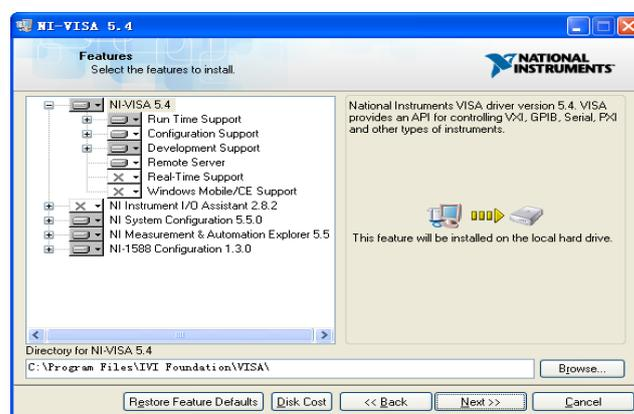 NI-VISA 5.4
Features
Select the features to install.
NATIONAL
INSTRUMENTS
NI-VISA 5.4
Run Time Support
Configuration Support
Development Support
Remote Server
Real-Time Support
Windows Mobile/CE Support
NI Instrument I/O Assistant 2.8.2
NI System Configuration 5.5.0
NI Measurement & Automation Explorer 5.5
NI-1588 Configuration 1.3.0
National Instruments VISA driver version 5.4. VISA
provides an API for controlling VXI, GPIB, Serial, PXI
and other types of instruments.
This feature will be installed on the local hard drive.
Directory for NI-VISA 5.4
C:\Program Files\IVI Foundation\VISA\
Browse...
Restore Feature Defaults
Disk Cost
<< Back
Next >>
Cancel